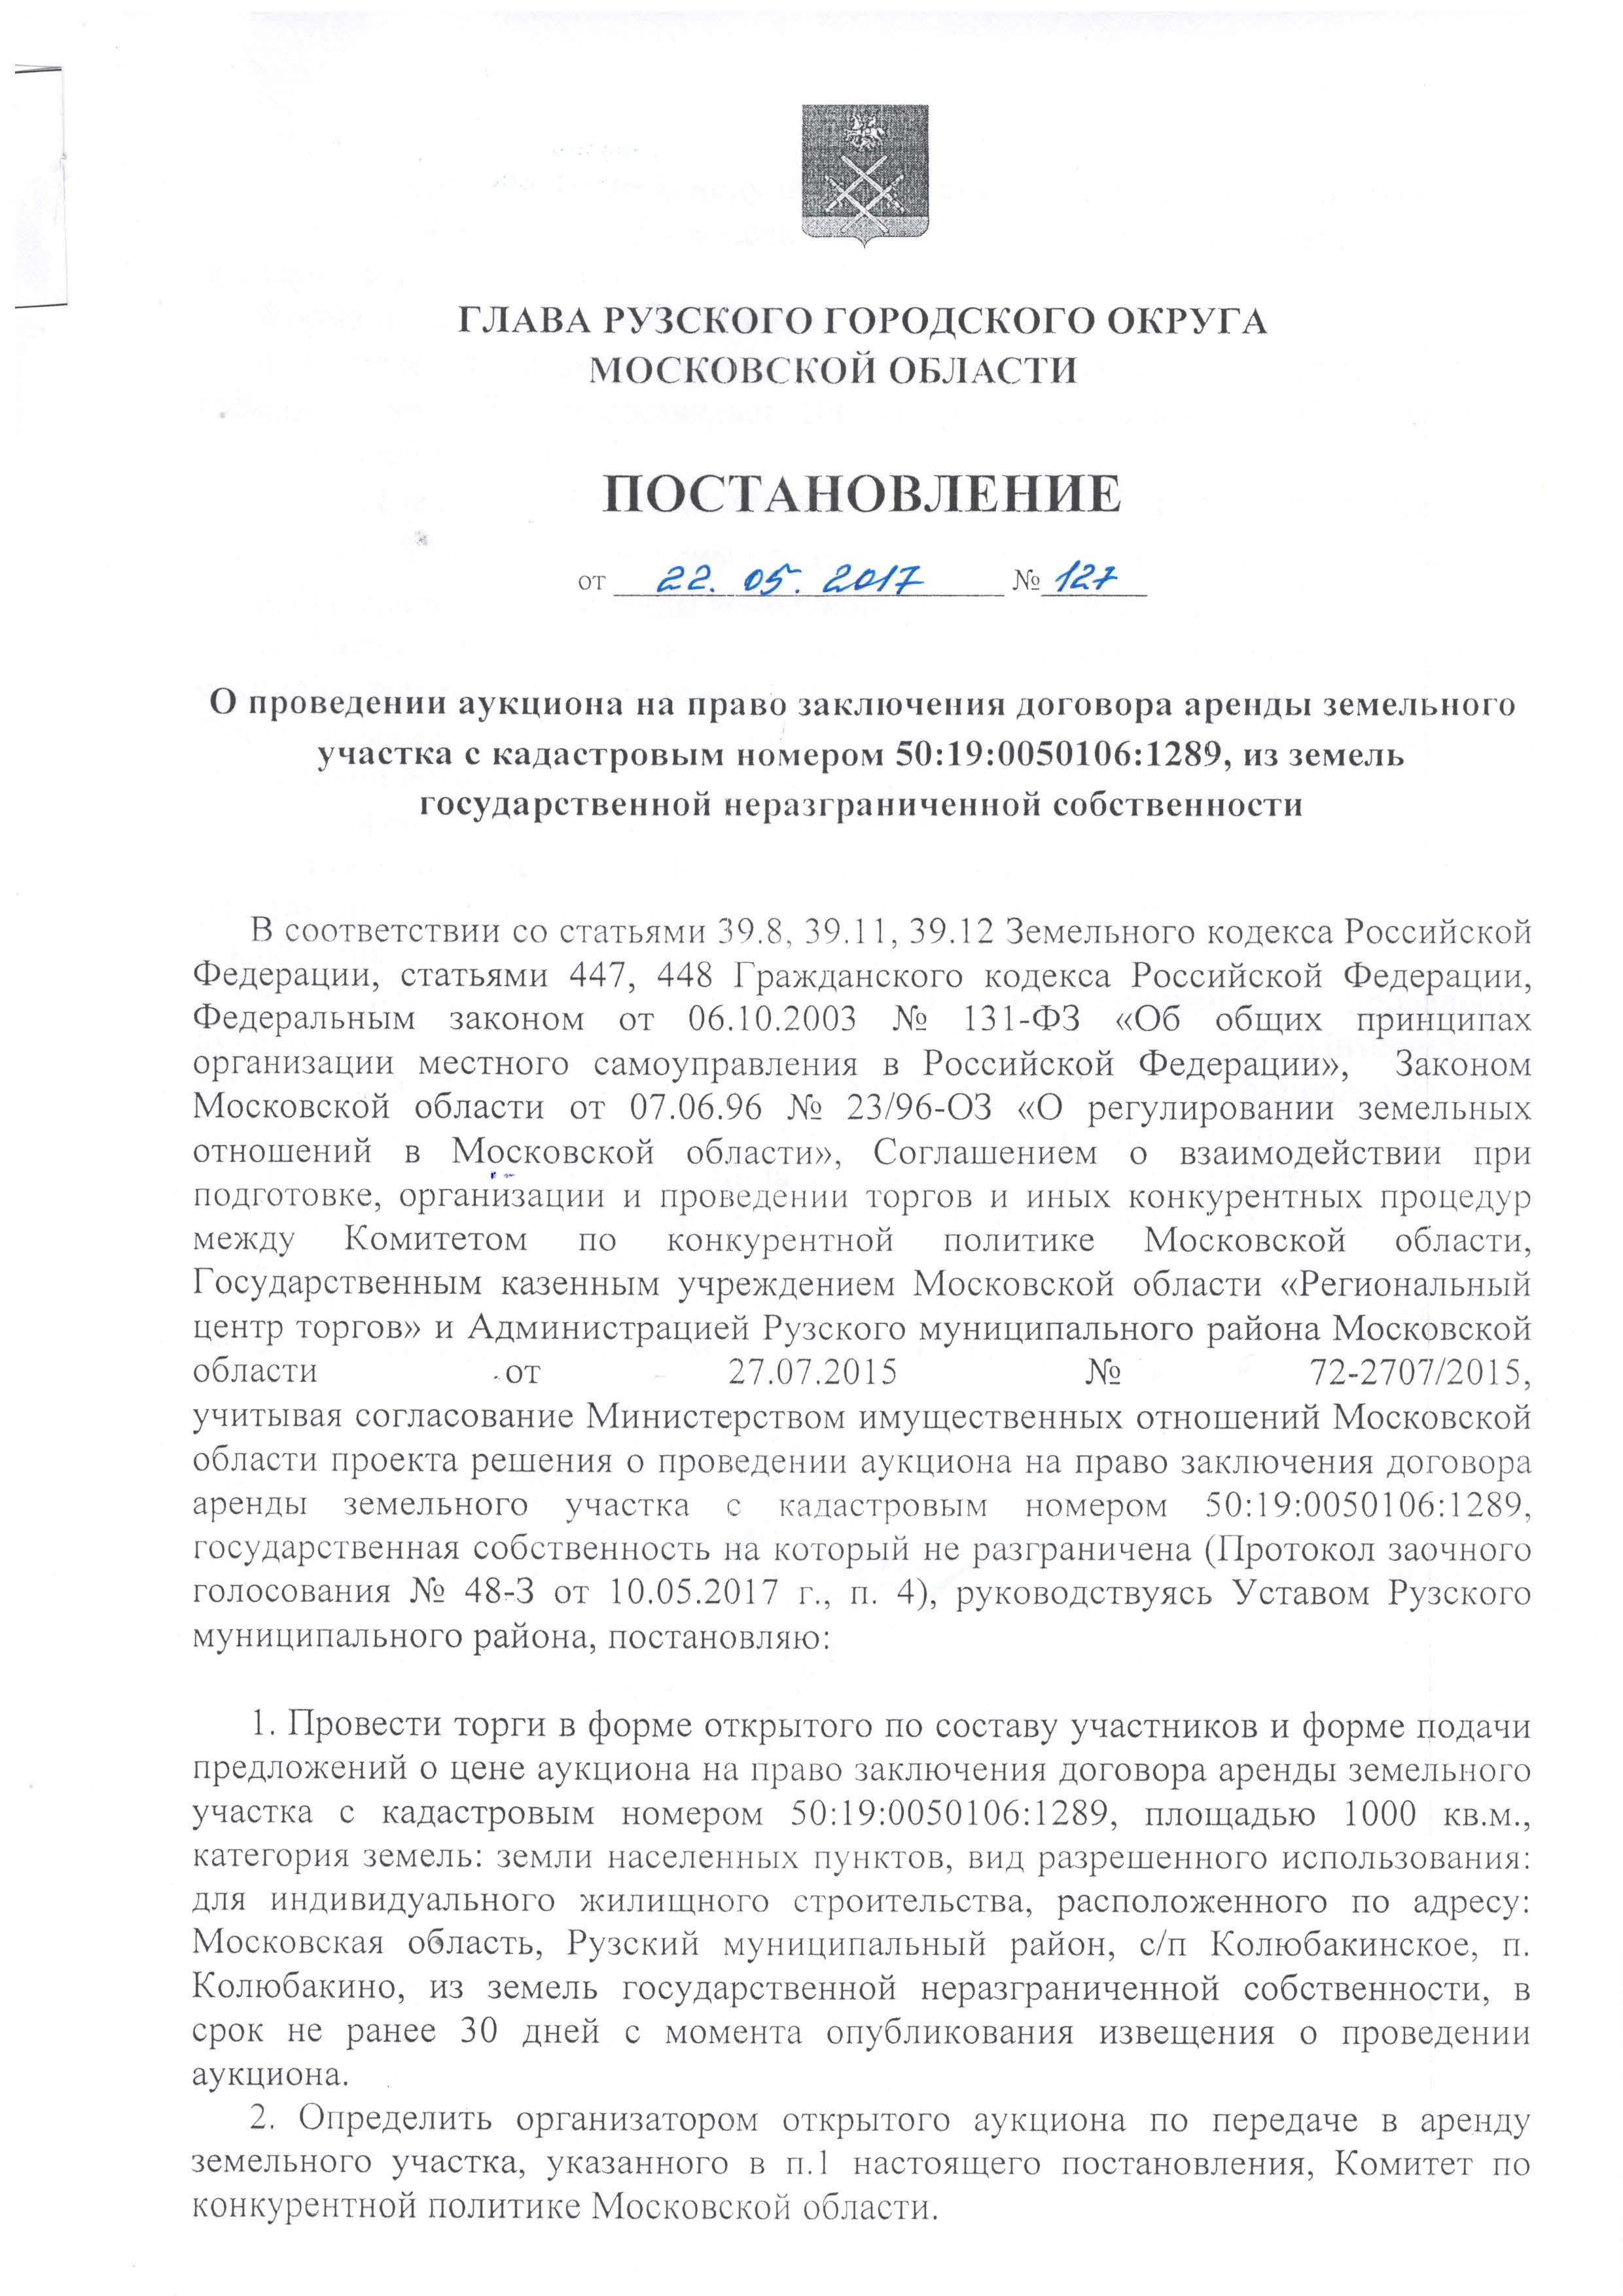 ГЛАВА РУЗСКОГО ГОРОДСКОГО ОКРУГА
МОСКОВСКОЙ ОБЛАСТИ
ПОСТАНОВЛЕНИЕ
от 22. 05. 2017 № 127
О проведении аукциона на право заключения договора аренды земельного
участка с кадастровым номером 50:19:0050106:1289, из земель
государственной неразграниченной собственности
В соответствии со статьями 39.8, 39.11, 39.12 Земельного кодекса Российской
Федерации, статьями 447, 448 Гражданского кодекса Российской Федерации,
Федеральным законом от 06.10.2003 № 131-ФЗ «Об общих принципах
организации местного самоуправления в Российской Федерации», Законом
Московской области от 07.06.96 № 23/96-ОЗ «О регулировании земельных
отношений в Московской области», Соглашением о взаимодействии при
подготовке, организации и проведении торгов и иных конкурентных процедур
между Комитетом по конкурентной политике Московской области,
Государственным казенным учреждением Московской области «Региональный
центр торгов» и Администрацией Рузского муниципального района Московской
области от 27.07.2015 № 72-2707/2015,
учитывая согласование Министерством имущественных отношений Московской
области проекта решения о проведении аукциона на право заключения договора
аренды земельного участка с кадастровым номером 50:19:0050106:1289,
государственная собственность на который не разграничена (Протокол заочного
голосования № 48-З от 10.05.2017 г., п. 4), руководствуясь Уставом Рузского
муниципального района, постановляю:
1. Провести торги в форме открытого по составу участников и форме подачи
предложений о цене аукциона на право заключения договора аренды земельного
участка с кадастровым номером 50:19:0050106:1289, площадью 1000 кв.м.,
категория земель: земли населенных пунктов, вид разрешенного использования:
для индивидуального жилищного строительства, расположенного по адресу:
Московская область, Рузский муниципальный район, с/п Колюбакинское, п.
Колюбакино, из земель государственной неразграниченной собственности, в
срок не ранее 30 дней с момента опубликования извещения о проведении
аукциона.
2. Определить организатором открытого аукциона по передаче в аренду
земельного участка, указанного в п.1 настоящего постановления, Комитет по
конкурентной политике Московской области.